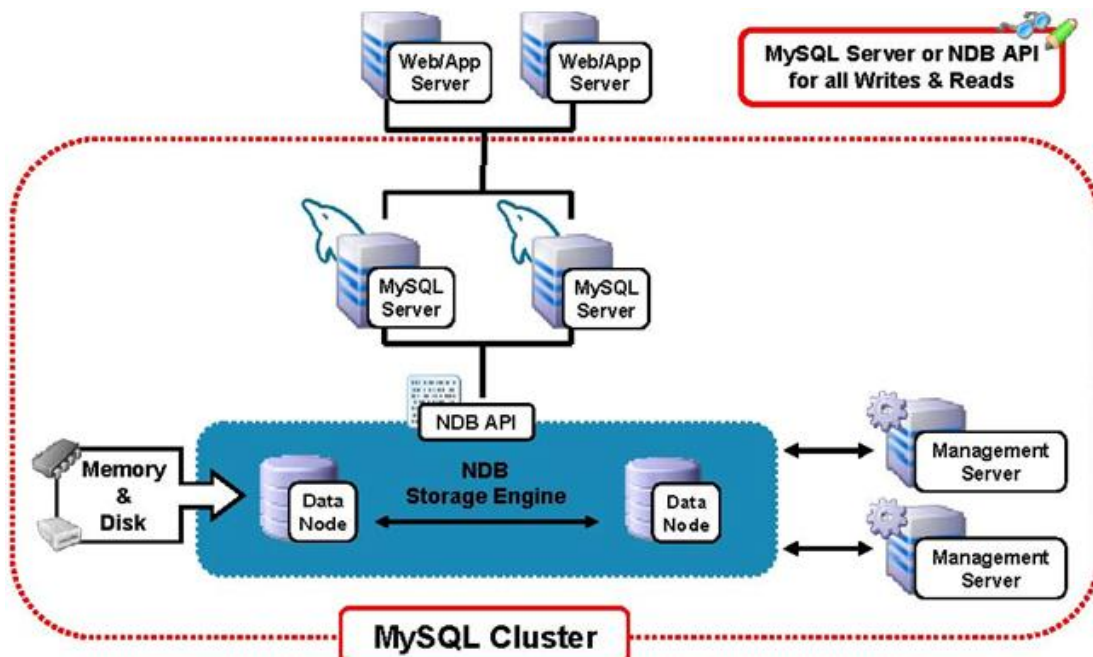 Web/App
Server
Web/App
Server
MySQL Server or NDB API
for all Writes & Reads
MySQL
Server
MySQL
Server
NDB API
Memory
&
Disk
Data
Node
NDB
Storage Engine
Data
Node
Management
Server
Management
Server
MySQL Cluster